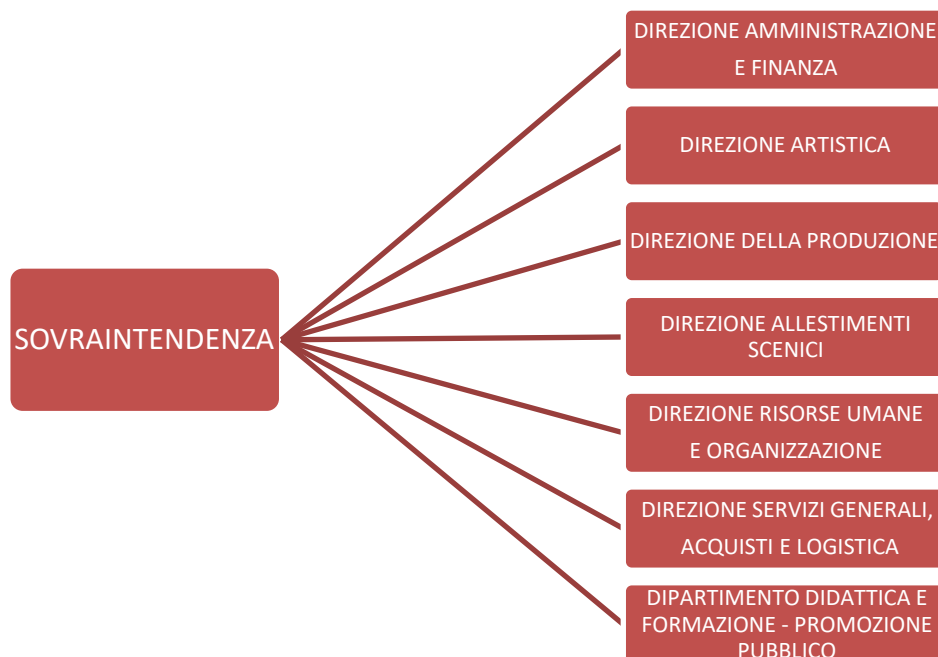 DIREZIONE AMMINISTRAZIONE
E FINANZA
DIREZIONE ARTISTICA
DIREZIONE DELLA PRODUZIONE
SOVRAINTENDENZA
DIREZIONE ALLESTIMENTI
SCENICI
DIREZIONE RISORSE UMANE
E ORGANIZZAZIONE
DIREZIONE SERVIZI GENERALI,
ACQUISTI E LOGISTICA
DIPARTIMENTO DIDATTICA E
FORMAZIONE - PROMOZIONE
PUBBLICO